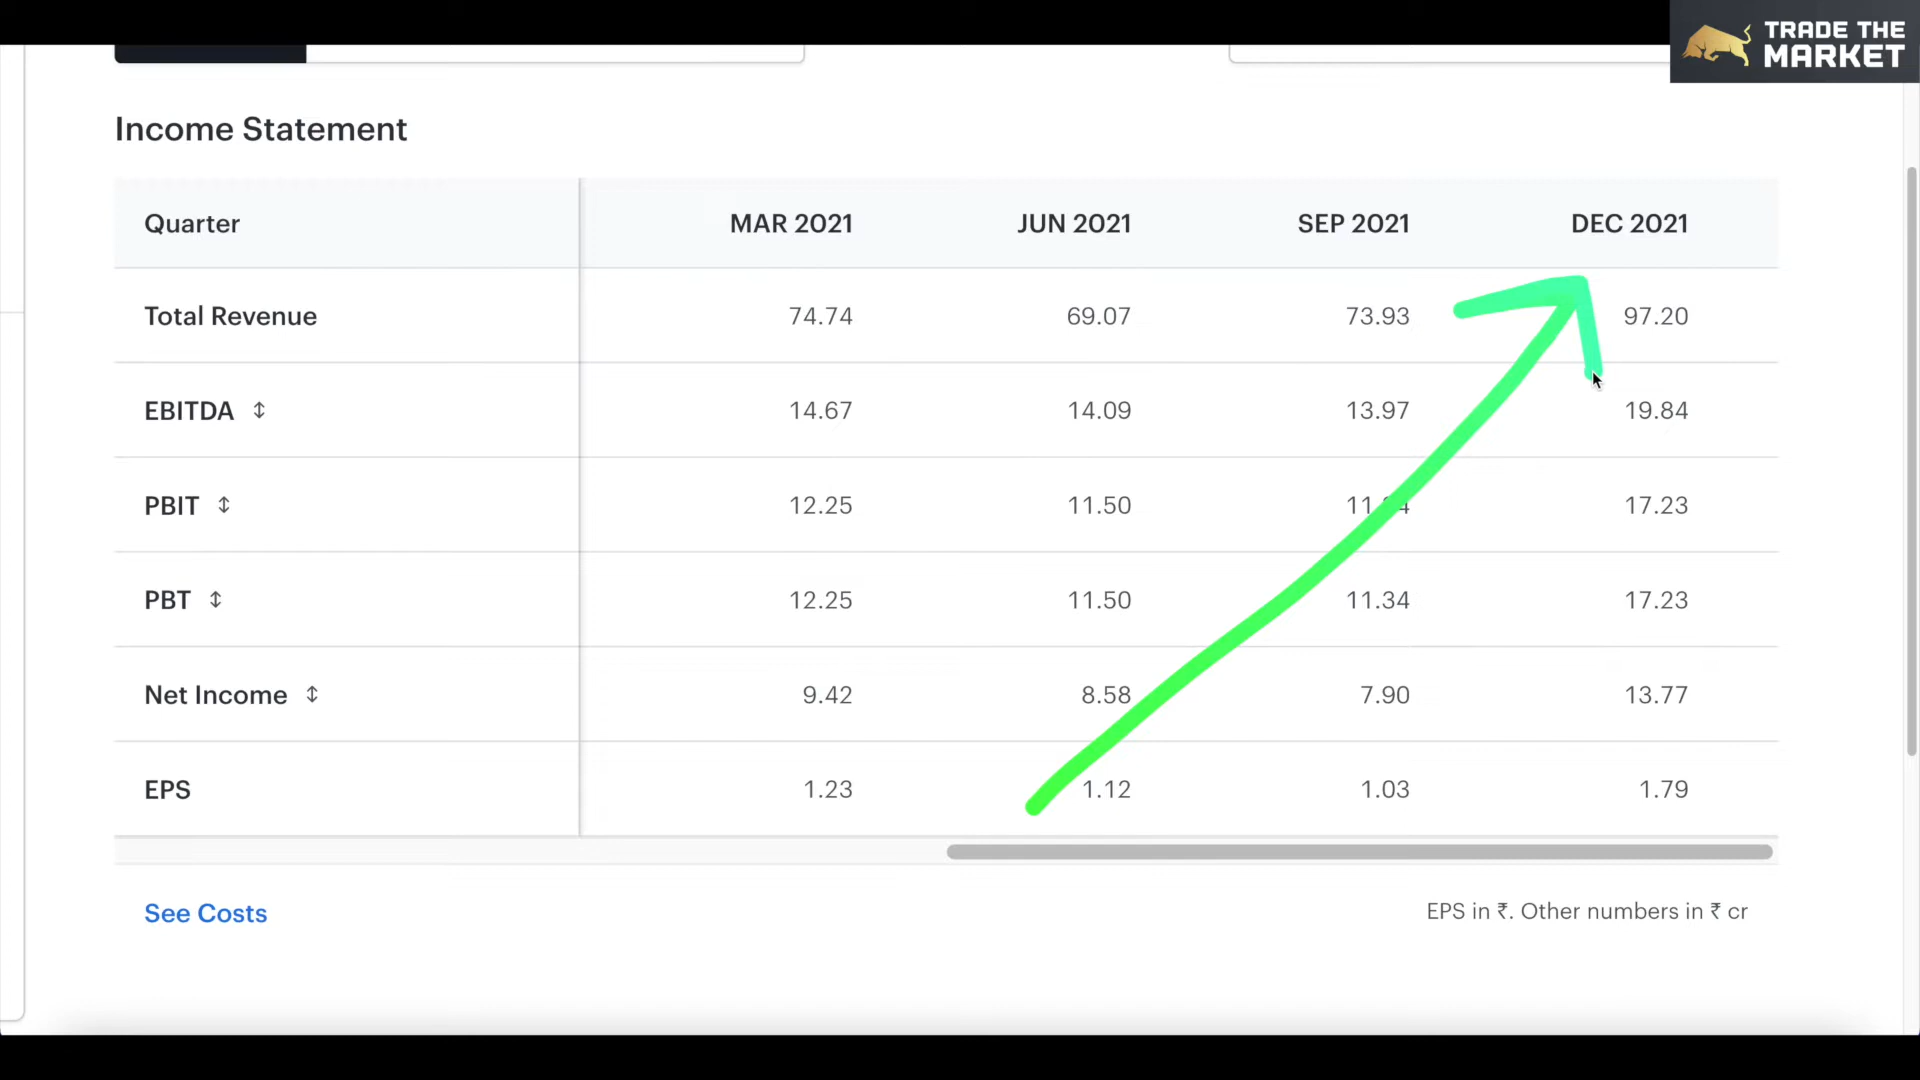 TRADE THE
MARKET
Income Statement
Quarter MAR 2021 JUN 2021 SEP 2021 DEC 2021
Total Revenue 74.74 69.07 73.93 97.20
EBITDA 14.67 14.09 13.97 19.84
PBIT 12.25 11.50 17.23
PBT 12.25 11.50 11.34 17.23
Net Income 9.42 8.58 7.90 13.77
EPS 1.23 1.12 1.03 1.79
See Costs
EPS in ₹. Other numbers in ₹ cr